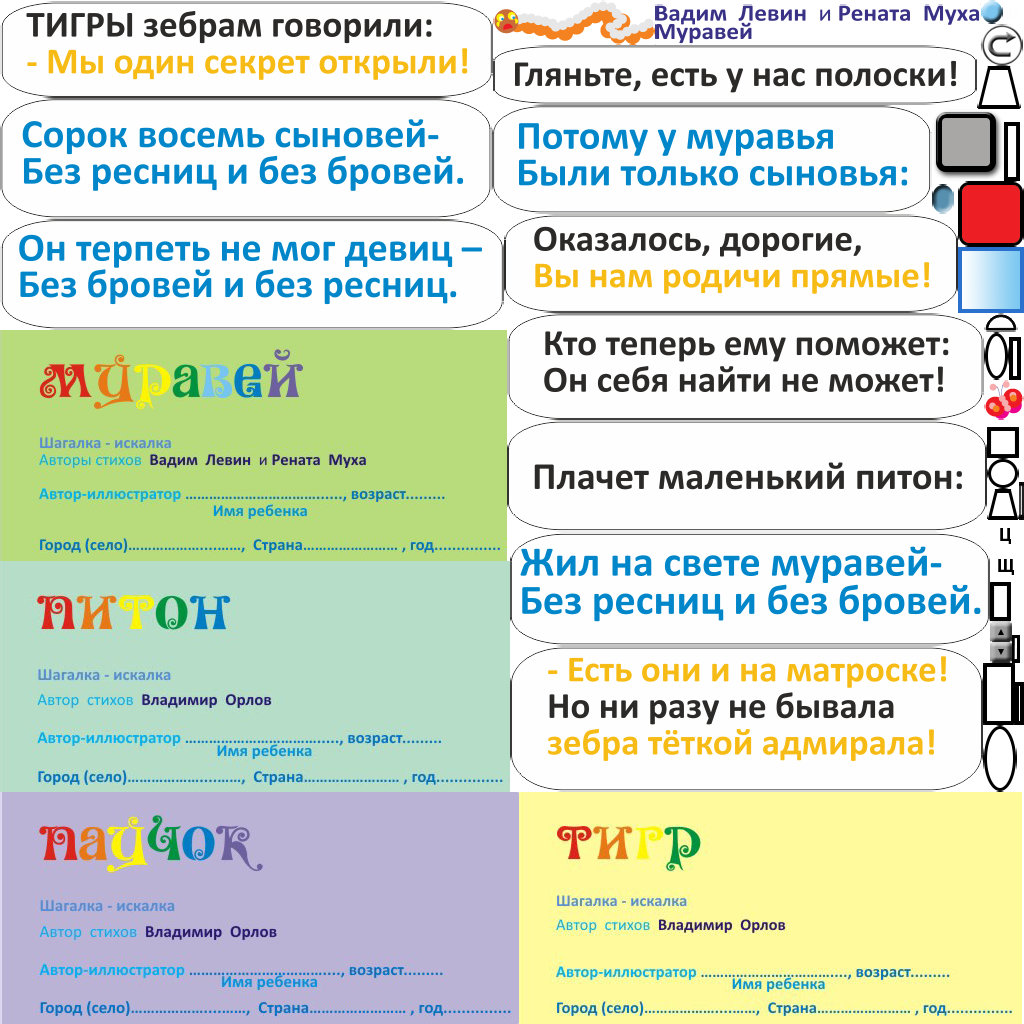 ТИГРЫ зебрам говорили:
- Мы один секрет открыли!
Вадим Левин и Рената Муха
Муравей
Гляньте, есть у нас полоски!
Сорок восемь сыновей-
Без ресниц и без бровей.
Потому у муравья
Были только сыновья:
Он терпеть не мог девиц –
Без бровей и без ресниц.
Оказалось, дорогие,
Вы нам родичи прямые!
Кто теперь ему поможет:
Он себя найти не может!
Плачет маленький питон:
Ц
Щ
Жил на свете муравей-
Без ресниц и без бровей.
- Есть они и на матроске!
Но ни разу не бывала
зебра тёткой адмирала!
муравей
Шагалка - искалка
Авторы стихов Вадим Левин и Рената Муха
Автор-иллюстратор ...................................., возраст.........
Имя ребенка
Город (село)..........................., Страна........................ , год...............
питон
Шагалка - искалка
Автор стихов Владимир Орлов
Автор-иллюстратор ...................................., возраст.........
Имя ребенка
Город (село)..........................., Страна........................ , год...............
паучок
Шагалка - искалка
Автор стихов Владимир Орлов
Автор-иллюстратор ...................................., возраст.........
Имя ребенка
Город (село)..........................., Страна........................ , год...............
тигр
Шагалка - искалка
Автор стихов Владимир Орлов
Автор-иллюстратор ...................................., возраст.........
Имя ребенка
Город (село)..........................., Страна........................ , год...............